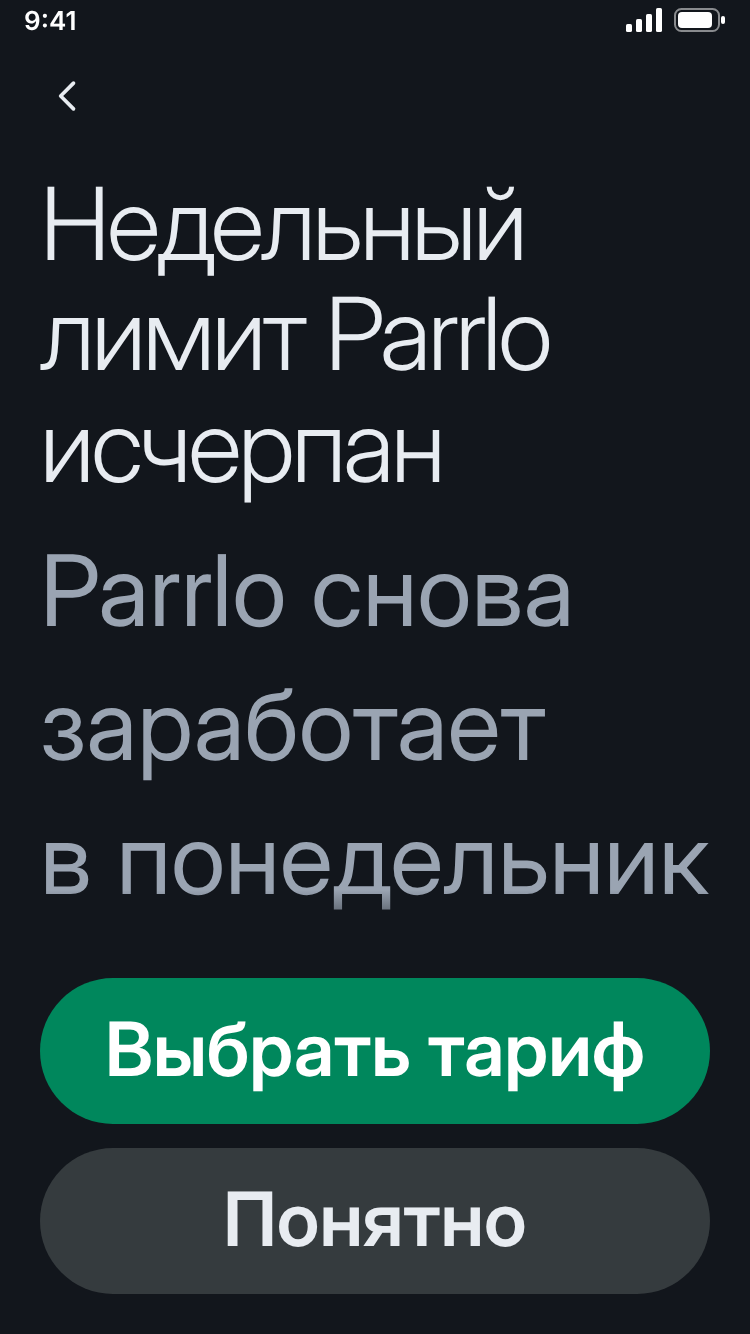 9:41
Недельный
лимит Parrlo
исчерпан
Parrlo снова
заработает
в понедельник
Выбрать тариф
Понятно